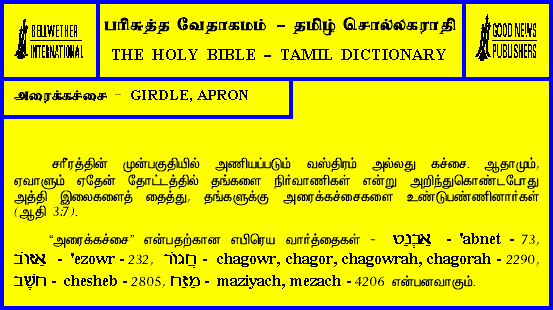 BELLWETHER
INTERNATIONAL
பரிசுத்த வேதாகமம் – தமிழ் சொல்லகராதி
THE HOLY BIBLE – TAMIL DICTIONARY
GOOD NEWS
PUBLISHERS
அரைக்கச்சை – GIRDLE, APRON
சரீரத்தின் முன்பகுதியில் அணியப்படும் வஸ்திரம் அல்லது கச்சை. ஆதாமும்,
ஏவாளும் ஏதேன் தோட்டத்தில் தங்களை நிர்வாணிகள் என்று அறிந்துகொண்டபோது
அத்தி இலைகளைத் தைத்து, தங்களுக்கு அரைக்கச்சைகளை உண்டுபண்ணினார்கள்
(ஆதி 3:7).
“அரைக்கச்சை” என்பதற்கான எபிரெய வார்த்தைகள் - אַבְנֵט - 'abnet - 73,
אֵזוֹר - 'ezowr - 232, חֲגוֹר - chagowr, chagor, chagowrah, chagorah - 2290,
חֵשֶׁב - chesheb - 2805, מֵזַח - maziyach, mezach - 4206 என்பனவாகும்.